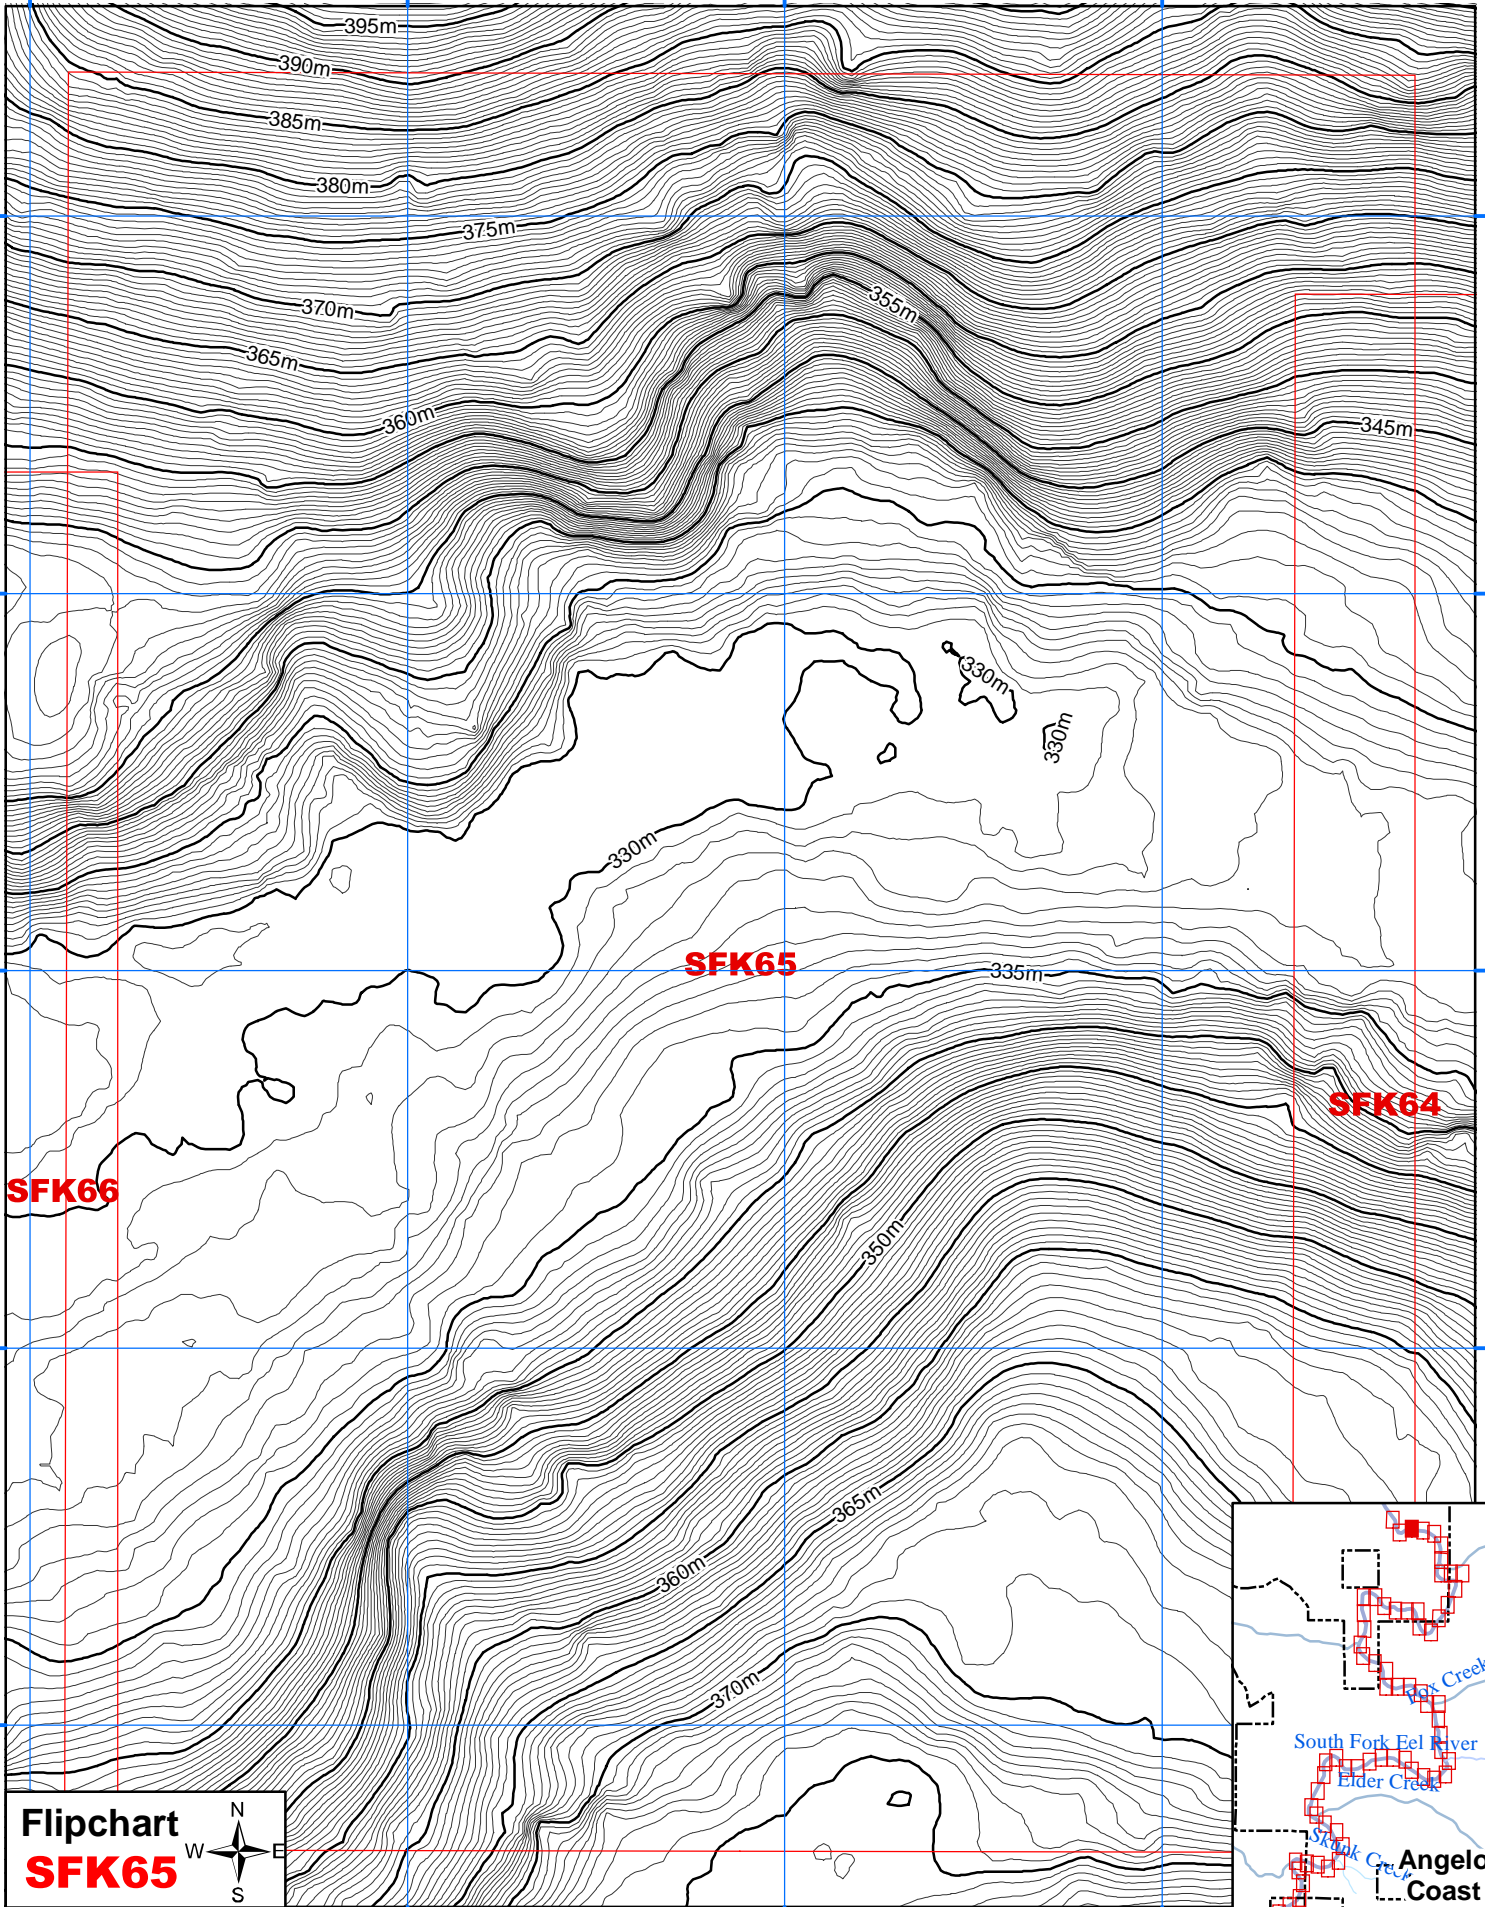 395m
390m
385m
380m
375m
370m
355m
365m
360m
345m
330m
330m
330m
SFK65
335m
SFK64
SFK66
350m
365m
360m
370m
Fox Creek
South Fork Eel River
Elder Creek
Skunk Creek
Angelo
Coast
Flipchart
SFK65
N
W
E
S